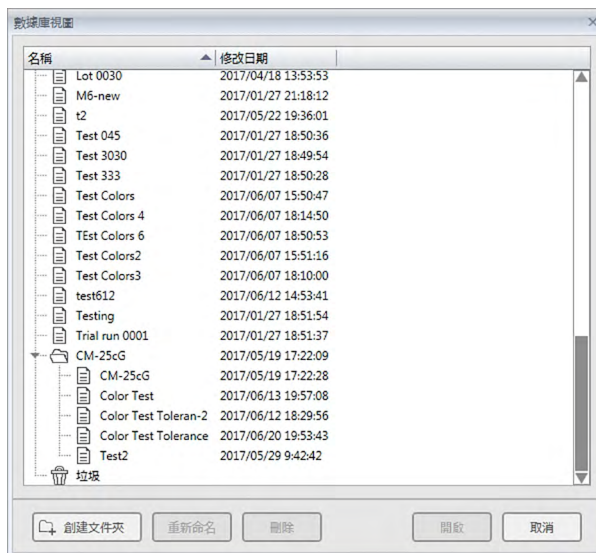 數據庫視圖
名稱 修改日期
Lot 0030 2017/04/18 13:53:53
M6-new 2017/01/27 21:18:12
t2 2017/05/22 19:36:01
Test 045 2017/01/27 18:50:36
Test 3030 2017/01/27 18:49:54
Test 333 2017/01/27 18:50:28
Test Colors 2017/06/07 15:50:47
Test Colors 4 2017/06/07 18:14:50
TEst Colors 6 2017/06/07 18:50:53
Test Colors2 2017/06/07 15:51:16
Test Colors3 2017/06/07 18:10:00
test612 2017/06/12 14:53:41
Testing 2017/01/27 18:51:54
Trial run 0001 2017/01/27 18:51:37
CM-25cG 2017/05/19 17:22:09
CM-25cG 2017/05/19 17:22:28
Color Test 2017/06/13 19:57:08
Color Test Toleran-2 2017/06/12 18:29:56
Color Test Tolerance 2017/06/20 19:53:43
Test2 2017/05/29 9:42:42
垃圾
創建文件夾 重新命名 刪除 開啟 取消